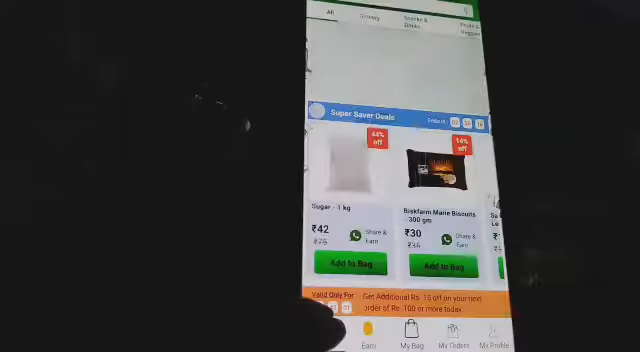 All
Grocery
Snacks &
Drinks
Fruits &
Veggies
Super Saver Deals
Ends in
44%
off
14%
off
Sugar - 1 kg
Biskfarm Marie Biscuits
- 300 gm
₹42
₹75
Share &
Earn
₹30
₹35
Share &
Earn
Add to Bag
Add to Bag
Valid Only For
Get Additional Rs. 15 off on your next
order of Rs. 100 or more today.
Earn
My Bag
My Orders
My Profile